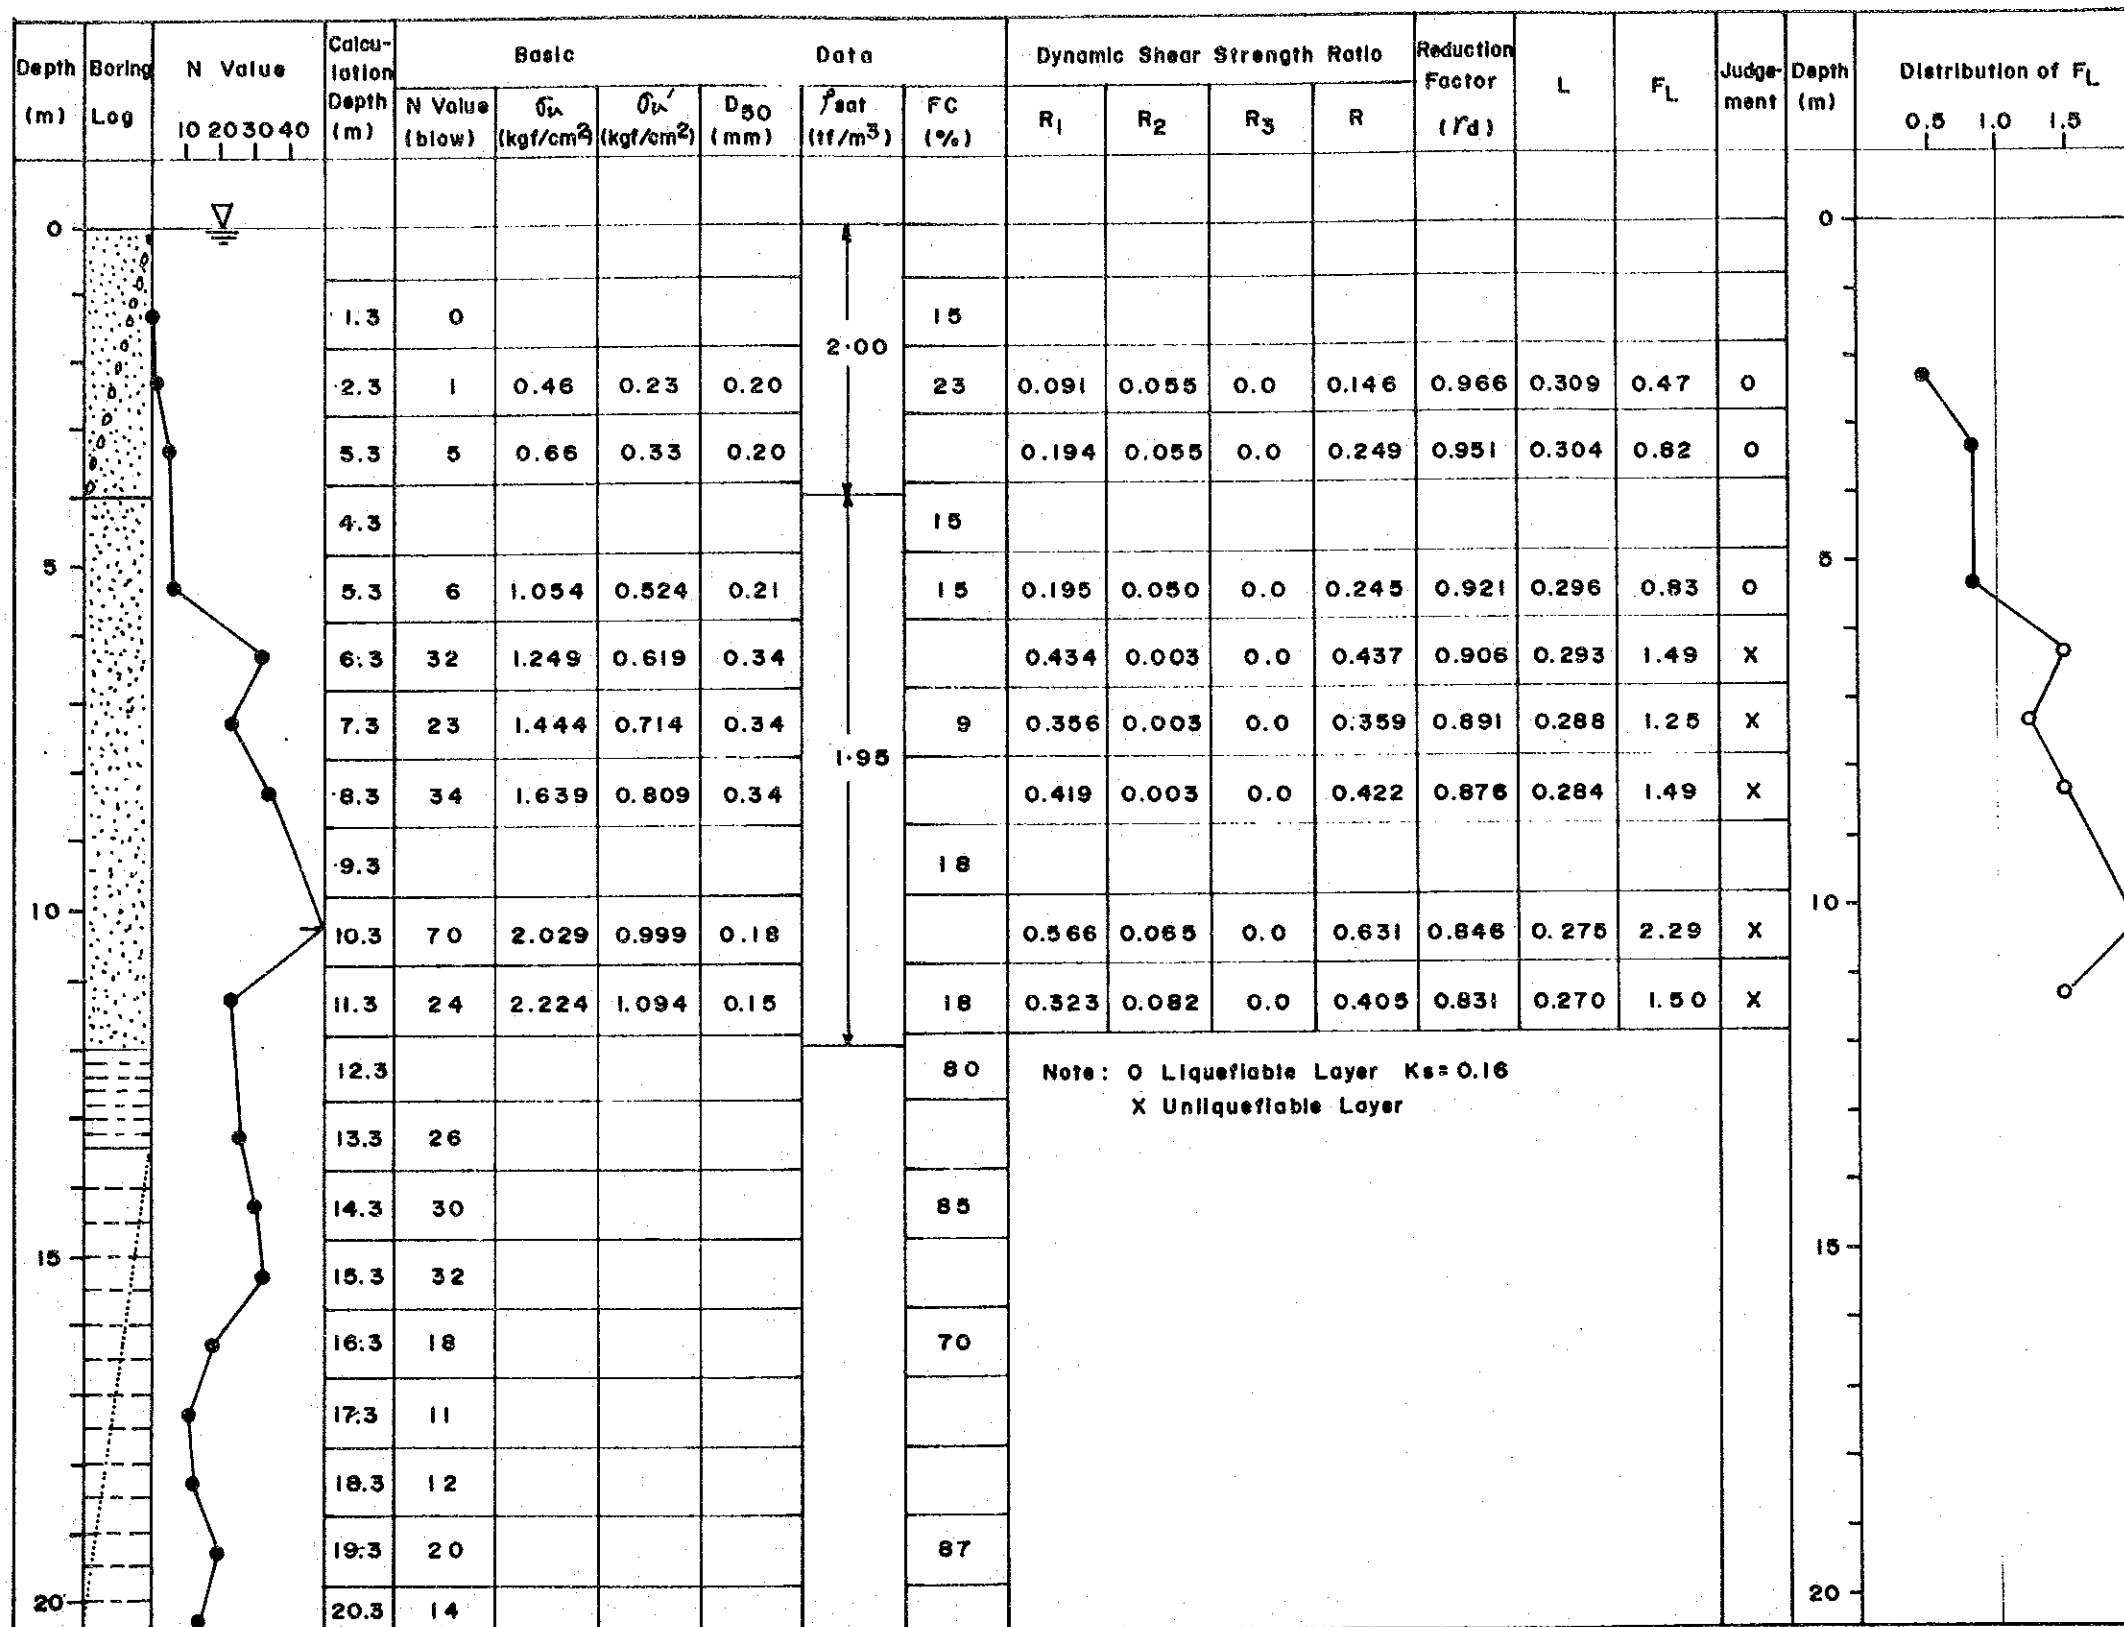 Depth (m) Boring Log N Value Calcu-lation Depth (m) Basic Data Dynamic Shear Strength Ratio Reduction Factor (rd) L FL Judge-ment Depth (m) Distribution of FL
10 20 30 40 N Value (blow) σv (kgf/cm²) σv' (kgf/cm²) D50 (mm) ρsat (tf/m³) FC (%) R1 R2 R3 R 0.5 1.0 1.5
0 0
1.3 0 15
2.00
2.3 1 0.46 0.23 0.20 23 0.091 0.055 0.0 0.146 0.966 0.309 0.47 O
5.3 5 0.66 0.33 0.20 0.194 0.055 0.0 0.249 0.951 0.304 0.82 O
4.3 15
5 5
5.3 6 1.054 0.524 0.21 15 0.195 0.050 0.0 0.245 0.921 0.296 0.83 O
6.3 32 1.249 0.619 0.34 0.434 0.003 0.0 0.437 0.906 0.293 1.49 X
7.3 23 1.444 0.714 0.34 9 0.356 0.003 0.0 0.359 0.891 0.288 1.25 X
1.95
8.3 34 1.639 0.809 0.34 0.419 0.003 0.0 0.422 0.876 0.284 1.49 X
9.3 18
10 10
10.3 70 2.029 0.999 0.18 0.566 0.065 0.0 0.631 0.846 0.275 2.29 X
11.3 24 2.224 1.094 0.15 18 0.323 0.082 0.0 0.405 0.831 0.270 1.50 X
12.3 80 Note: O Liquefiable Layer Ks=0.16
X Unliquefiable Layer
13.3 26
14.3 30 85
15 15
15.3 32
16.3 18 70
17.3 11
18.3 12
19.3 20 87
20 20
20.3 14